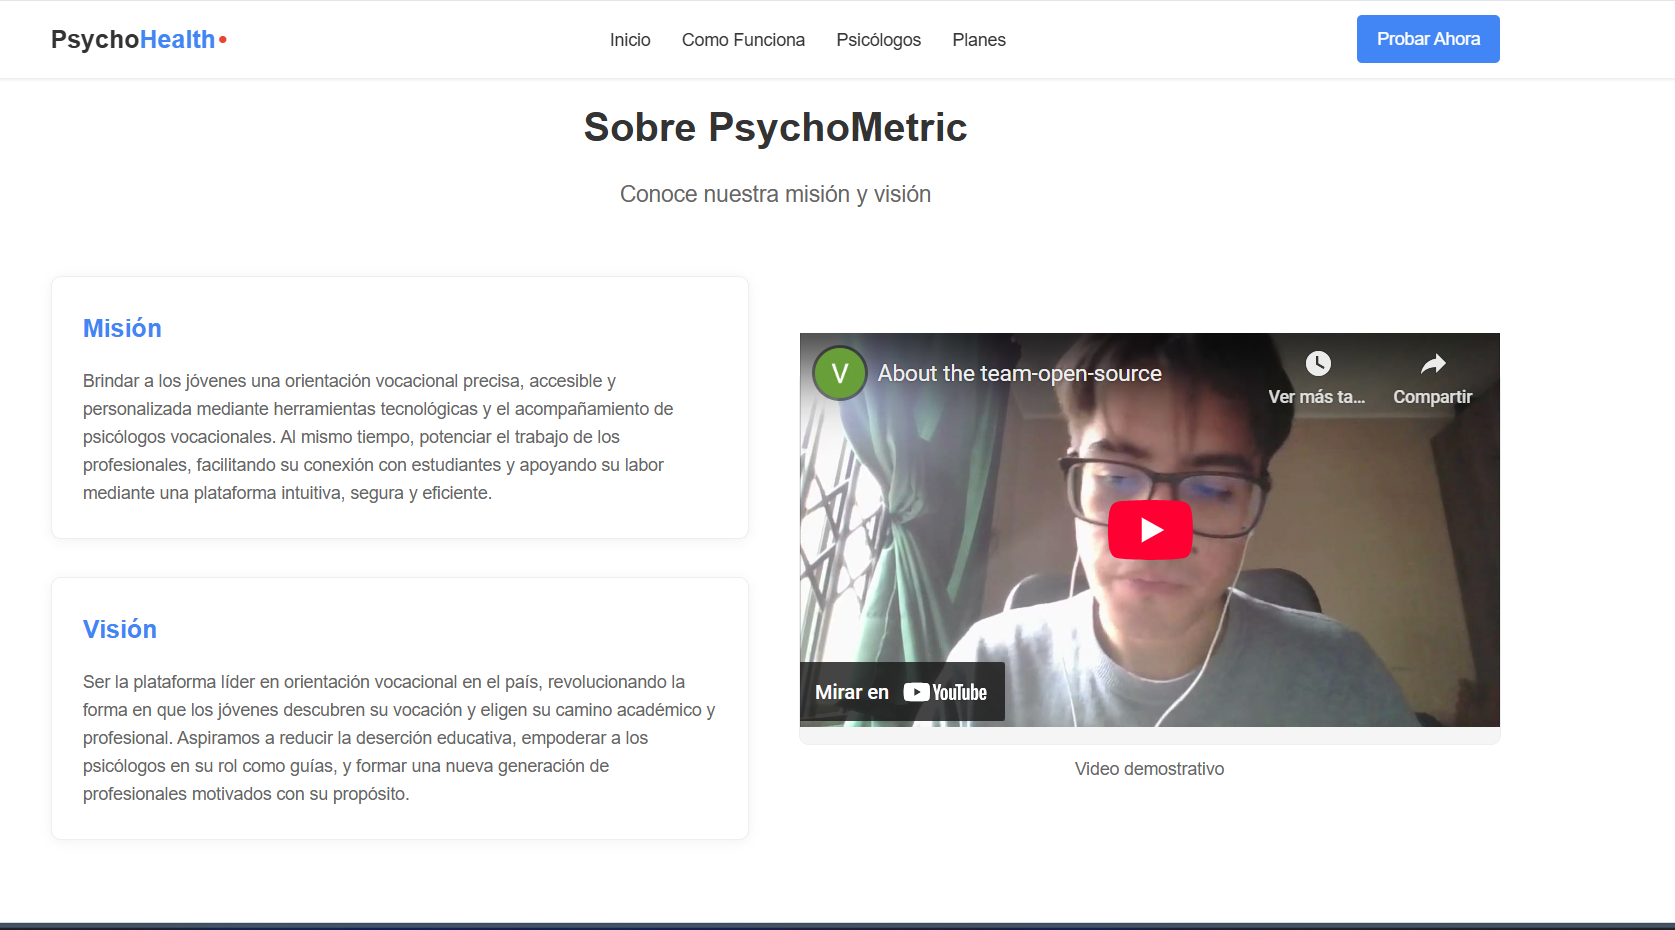 PsychoHealth
Inicio
Como Funciona
Psicólogos
Planes
Probar Ahora
Sobre PsychoMetric
Conoce nuestra misión y visión
Misión
Brindar a los jóvenes una orientación vocacional precisa, accesible y
personalizada mediante herramientas tecnológicas y el acompañamiento de
psicólogos vocacionales. Al mismo tiempo, potenciar el trabajo de los
profesionales, facilitando su conexión con estudiantes y apoyando su labor
mediante una plataforma intuitiva, segura y eficiente.
Visión
Ser la plataforma líder en orientación vocacional en el país, revolucionando la
forma en que los jóvenes descubren su vocación y eligen su camino académico y
profesional. Aspiramos a reducir la deserción educativa, empoderar a los
psicólogos en su rol como guías, y formar una nueva generación de
profesionales motivados con su propósito.
V
About the team-open-source
Ver más ta...
Compartir
Mirar en YouTube
Video demostrativo